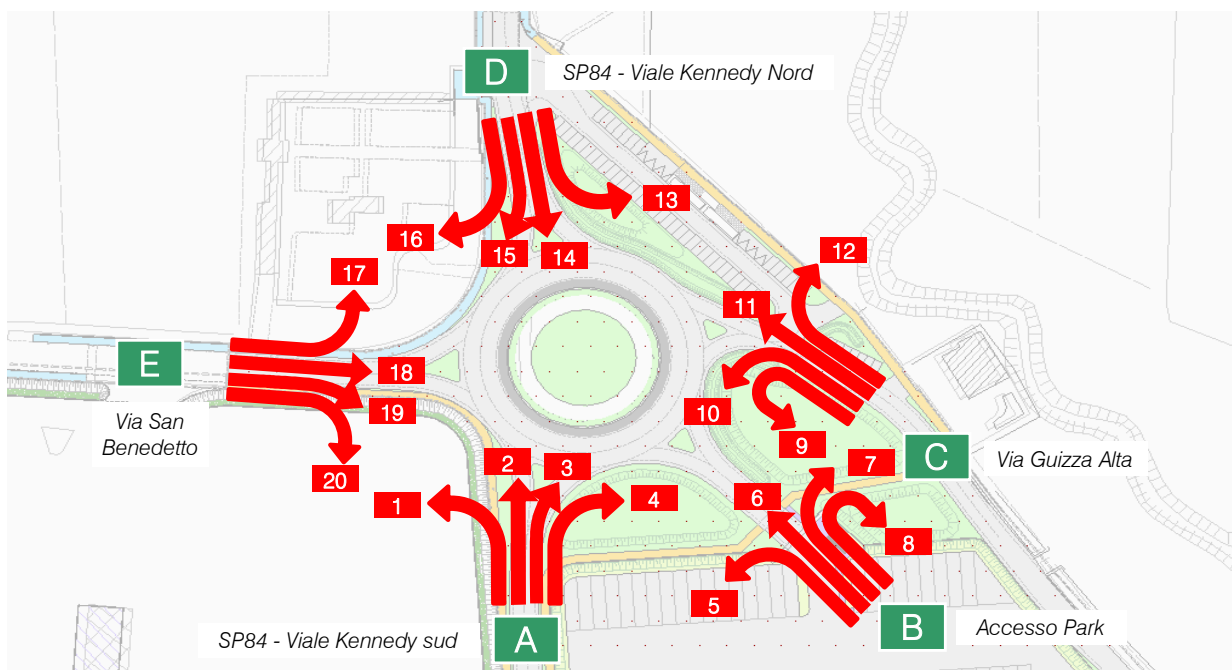 D
SP84 - Viale Kennedy Nord
13
16
15
14
12
17
11
E
18
19
10
Via San
Benedetto
9
2
3
7
C
Via Guizza Alta
20
1
4
6
8
5
SP84 - Viale Kennedy sud
A
B
Accesso Park